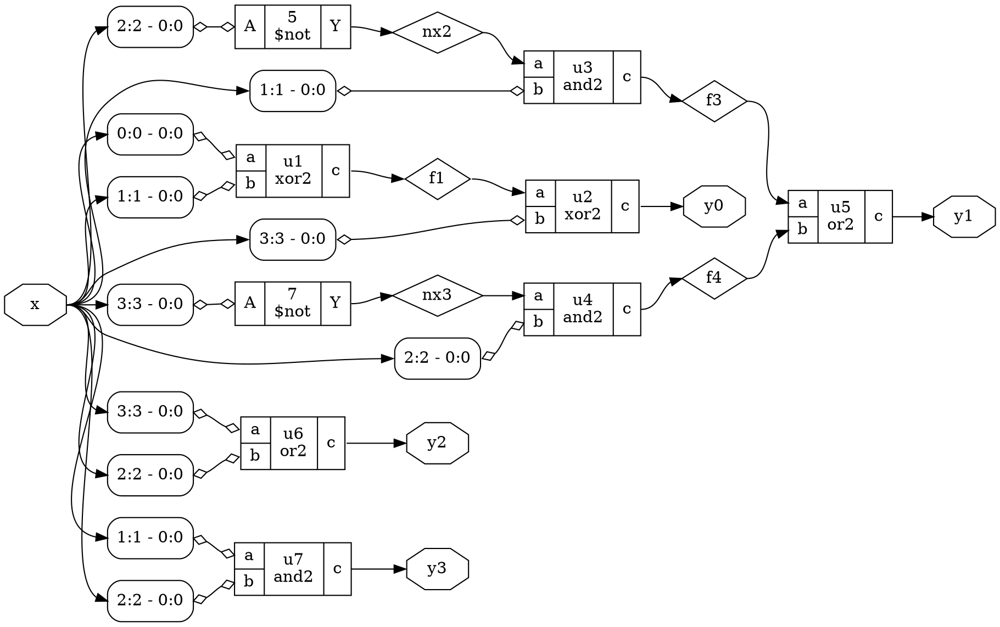 2:2 - 0:0
A
5
$not
Y
nx2
1:1 - 0:0
a
b
u3
and2
c
f3
0:0 - 0:0
1:1 - 0:0
a
b
u1
xor2
c
f1
3:3 - 0:0
a
b
u2
xor2
c
y0
a
b
u5
or2
c
y1
x
3:3 - 0:0
A
7
$not
Y
nx3
2:2 - 0:0
a
b
u4
and2
c
f4
3:3 - 0:0
2:2 - 0:0
a
b
u6
or2
c
y2
1:1 - 0:0
2:2 - 0:0
a
b
u7
and2
c
y3